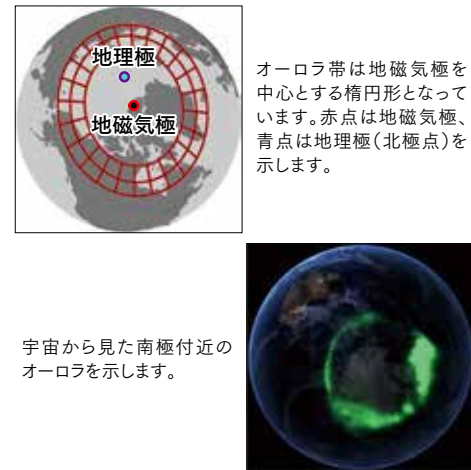 地理極
地磁気極
オーロラ帯は地磁気極を
中心とする楕円形となって
います。赤点は地磁気極、
青点は地理極(北極点)を
示します。
宇宙から見た南極付近の
オーロラを示します。